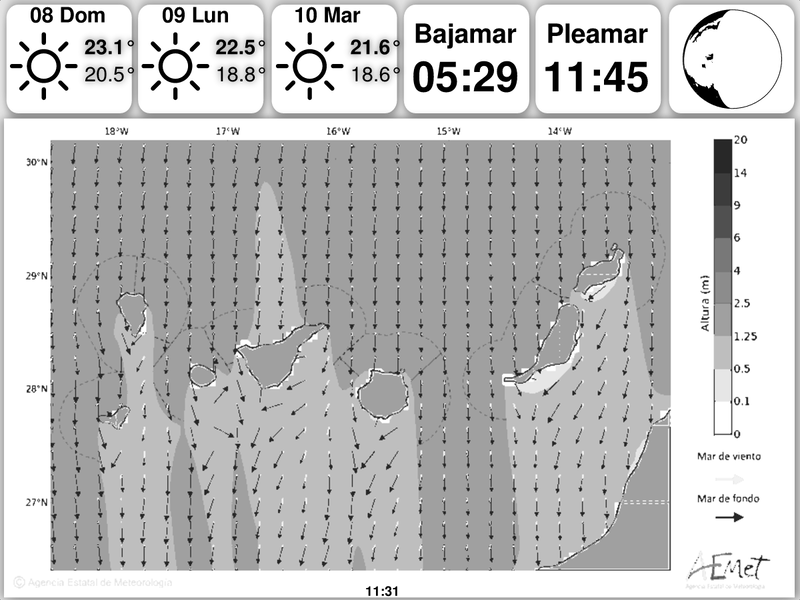 08 Dom
23.1°
20.5°
09 Lun
22.5°
18.8°
10 Mar
21.6°
18.6°
Bajamar
05:29
Pleamar
11:45
18°W 17°W 16°W 15°W 14°W
30°N
29°N
28°N
27°N
20
14
9
6
4
2.5
1.25
0.5
0.1
0
Altura (m)
Mar de viento
Mar de fondo
AEMet
© Agencia Estatal de Meteorología
11:31